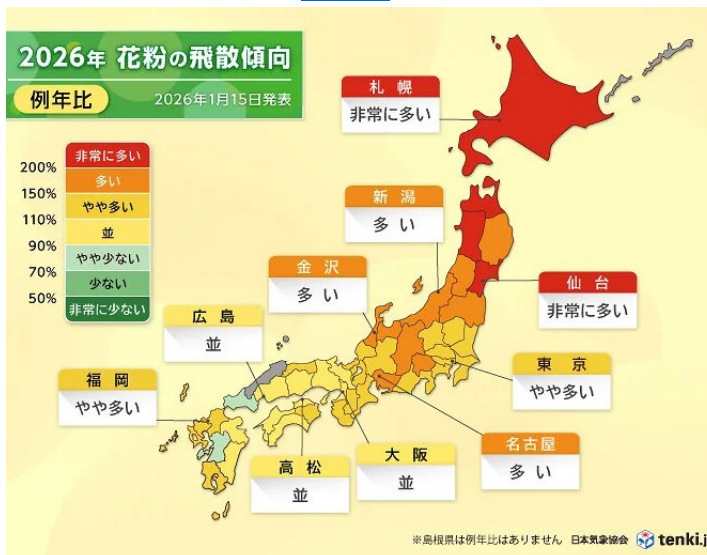 2026年 花粉の飛散傾向
例年比
2026年1月15日発表
非常に多い
200%
多い
150%
やや多い
110%
並
90%
やや少ない
70%
少ない
50%
非常に少ない
札幌
非常に多い
新潟
多い
金沢
多い
仙台
非常に多い
広島
並
東京
やや多い
福岡
やや多い
名古屋
多い
大阪
並
高松
並
※島根県は例年比はありません 日本気象協会 tenki.j